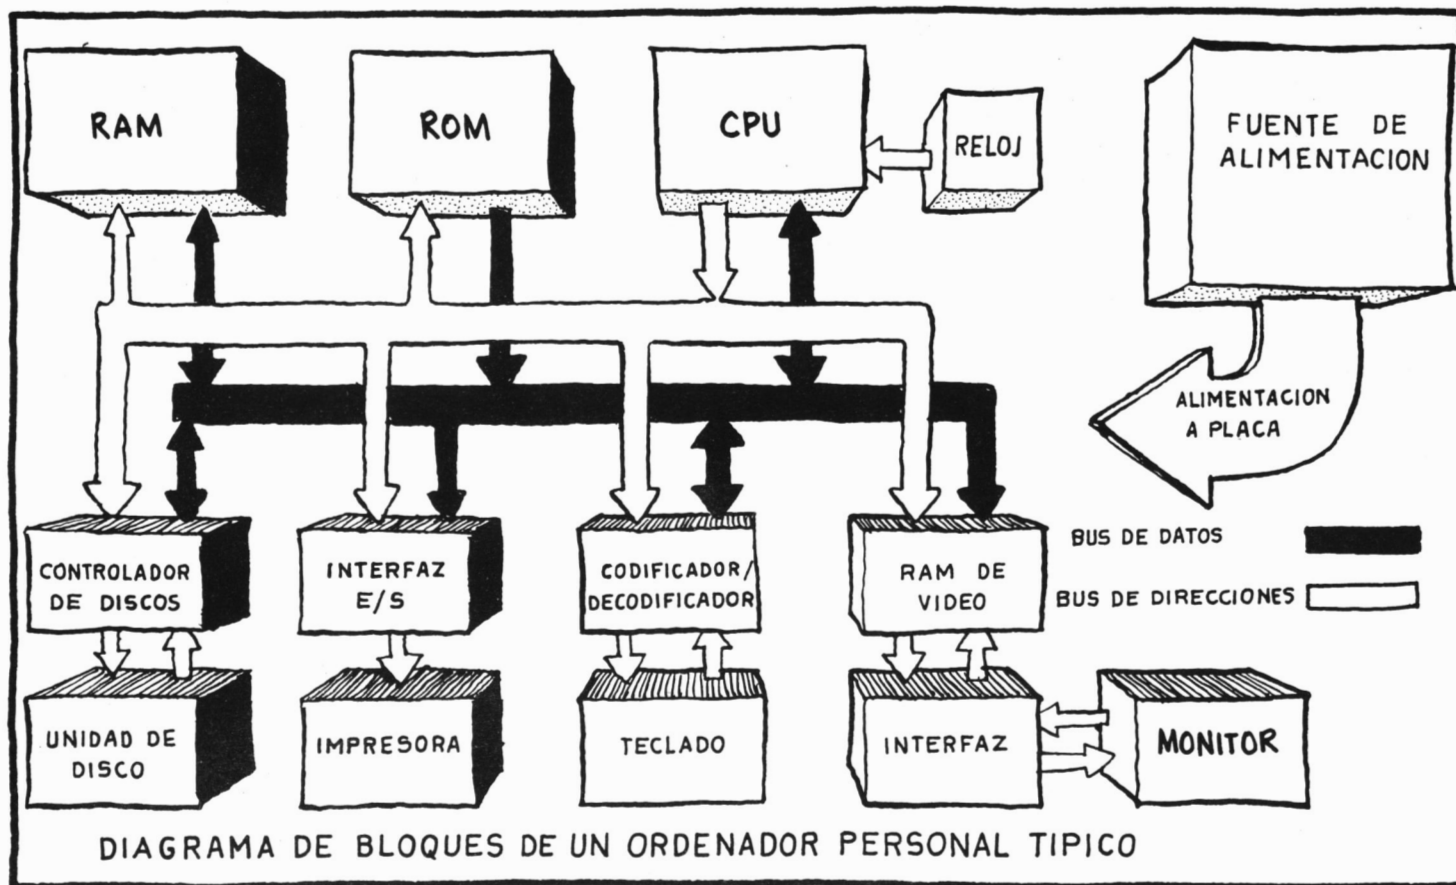 RAM
ROM
CPU
RELOJ
FUENTE DE
ALIMENTACION
ALIMENTACION
A PLACA
BUS DE DATOS
BUS DE DIRECCIONES
CONTROLADOR
DE DISCOS
INTERFAZ
E/S
CODIFICADOR/
DECODIFICADOR
RAM DE
VIDEO
UNIDAD DE
DISCO
IMPRESORA
TECLADO
INTERFAZ
MONITOR
DIAGRAMA DE BLOQUES DE UN ORDENADOR PERSONAL TIPICO